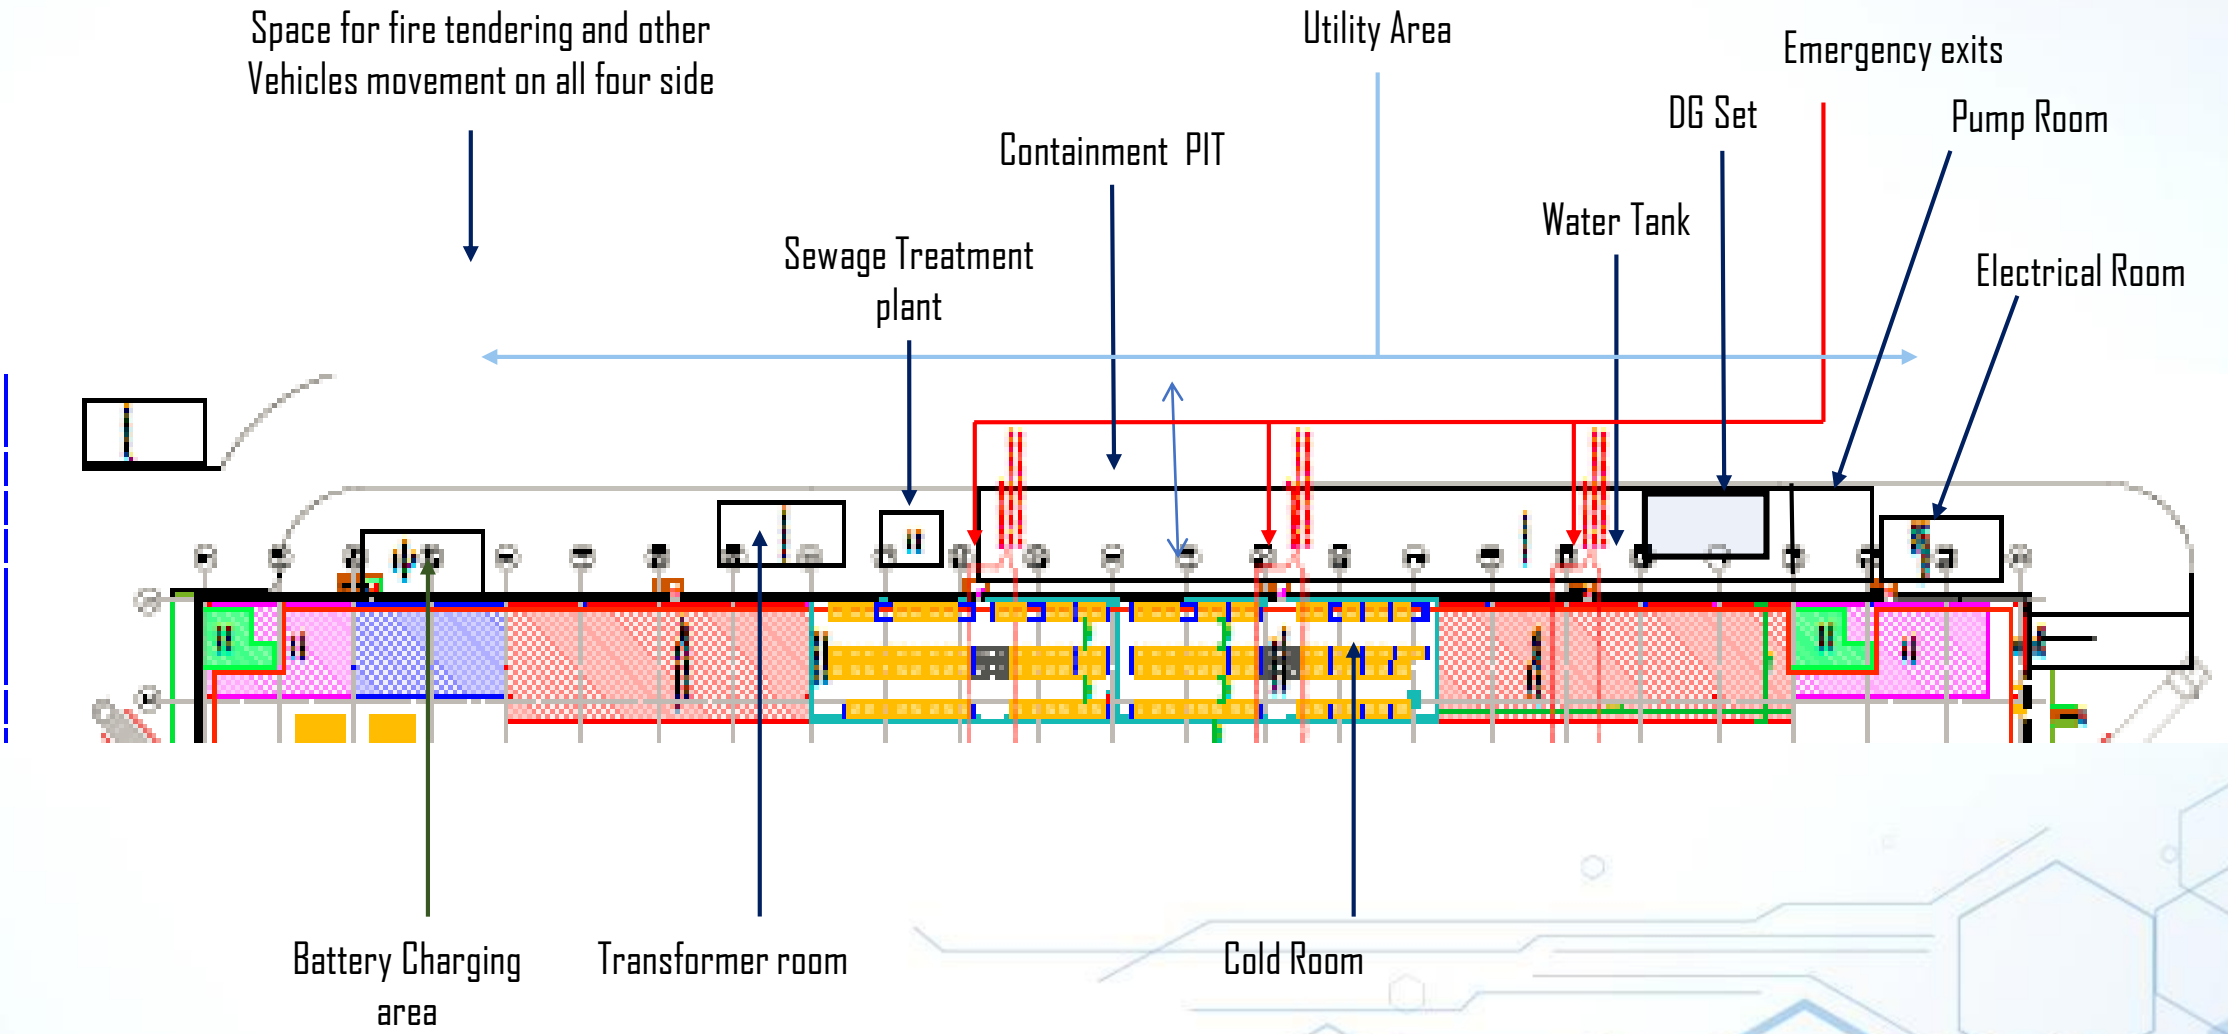 Space for fire tendering and other
Vehicles movement on all four side
Utility Area
Emergency exits
DG Set
Pump Room
Containment PIT
Water Tank
Sewage Treatment
plant
Electrical Room
Battery Charging
area
Transformer room
Cold Room